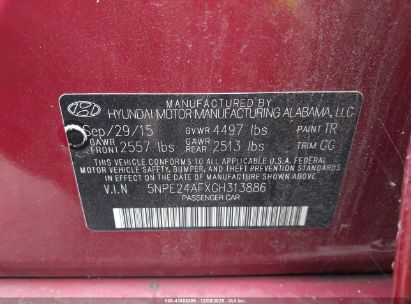 MANUFACTURED BY
HYUNDAI MOTOR MANUFACTURING ALABAMA, LLC
Sep/29/15 GVWR 4497 lbs PAINT TR
GAWR FRONT 2557 lbs GAWR REAR 2513 lbs TRIM GG
THIS VEHICLE CONFORMS TO ALL APPLICABLE U.S.A. FEDERAL
MOTOR VEHICLE SAFETY, BUMPER, AND THEFT PREVENTION
STANDARDS IN EFFECT ON THE DATE OF MANUFACTURE SHOWN ABOVE.
V.I.N 5NPE24AFXGH313886
PASSENGER CAR